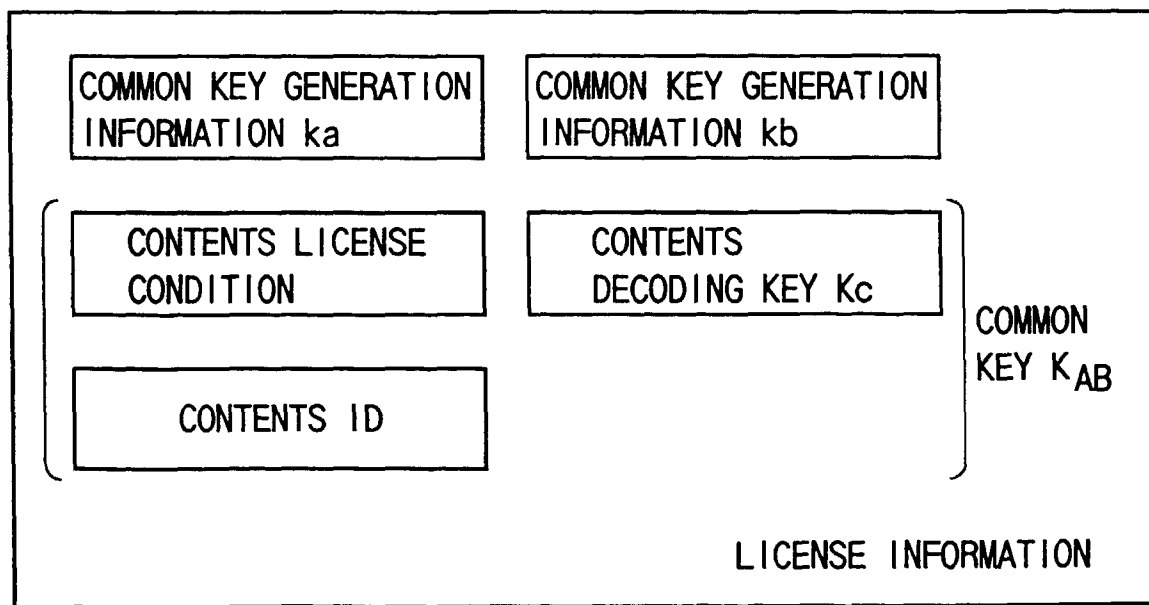 COMMON KEY GENERATION
INFORMATION ka
COMMON KEY GENERATION
INFORMATION kb
CONTENTS LICENSE
CONDITION
CONTENTS
DECODING KEY Kc
CONTENTS ID
COMMON
KEY KAB
LICENSE INFORMATION